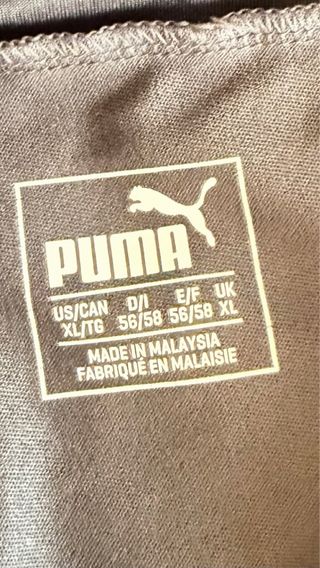 PUMA
US/CAN D/I E/F UK
XL/TG 56/58 56/58 XL
MADE IN MALAYSIA
FABRIQUÉ EN MALAISIE